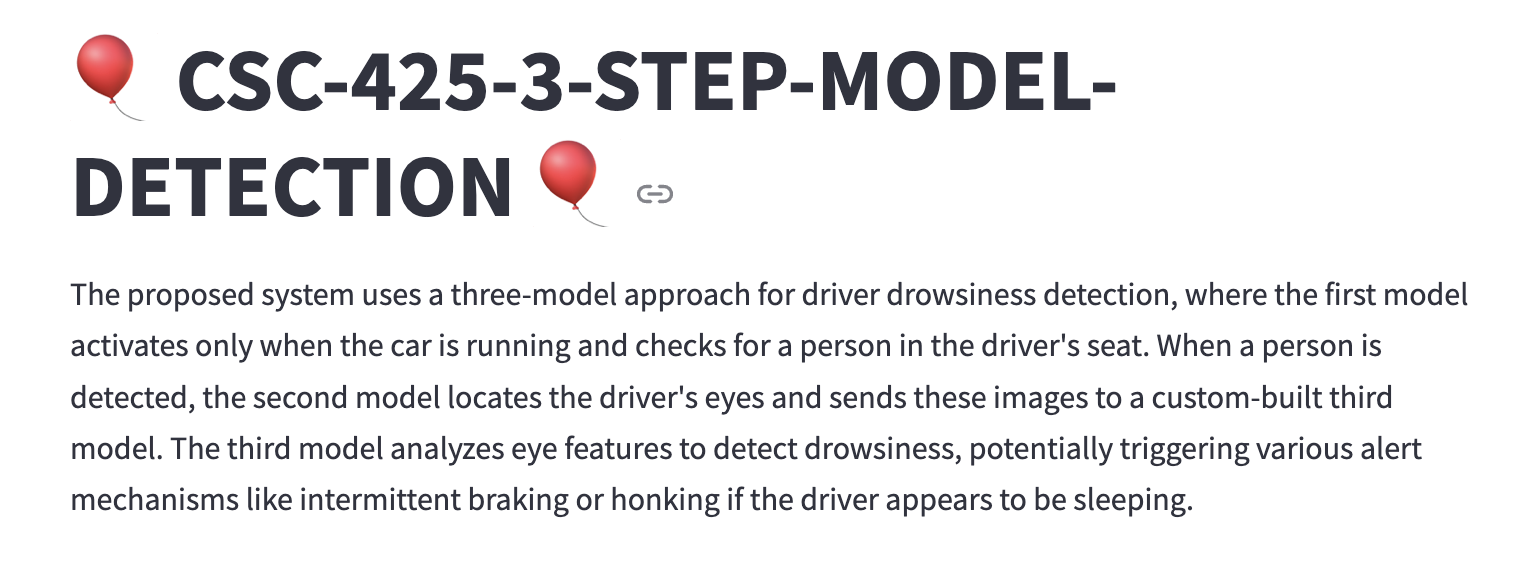 🎈 CSC-425-3-STEP-MODEL-
DETECTION 🎈
The proposed system uses a three-model approach for driver drowsiness detection, where the first model
activates only when the car is running and checks for a person in the driver's seat. When a person is
detected, the second model locates the driver's eyes and sends these images to a custom-built third
model. The third model analyzes eye features to detect drowsiness, potentially triggering various alert
mechanisms like intermittent braking or honking if the driver appears to be sleeping.